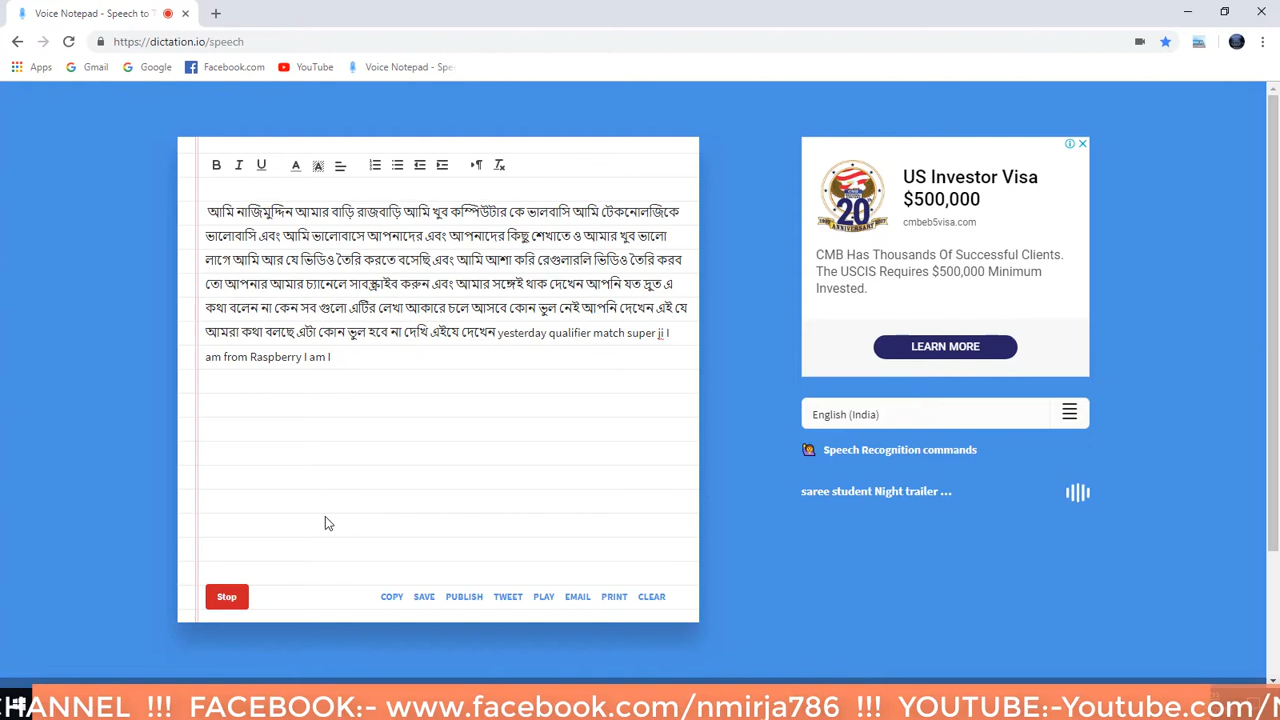 Voice Notepad - Speech to T
https://dictation.io/speech
Apps Gmail Google Facebook.com YouTube Voice Notepad - Spe
আমি নাজিমুদ্দিন আমার বাড়ি রাজবাড়ি আমি খুব কম্পিউটার কে ভালবাসি আমি টেকনোলজিকে
ভালোবাসি এবং আমি ভালোবাসে আপনাদের এবং আপনাদের কিছু শেখাতে ও আমার খুব ভালো
লাগে আমি আর যে ভিডিও তৈরি করতে বসেছি এবং আমি আশা করি রেগুলারলি ভিডিও তৈরি করব
তো আপনার আমার চ্যানেলে সাবস্ক্রাইব করুন এবং আমার সঙ্গেই থাক দেখেন আপনি যত দ্রুত এ
কথা বলেন না কেন সব গুলো এটির লেখা আকারে চলে আসবে কোন ভুল নেই আপনি দেখেন এই যে
আমরা কথা বলছে এটা কোন ভুল হবে না দেখি এইযে দেখেন yesterday qualifier match super ji I
am from Raspberry I am I
Stop COPY SAVE PUBLISH TWEET PLAY EMAIL PRINT CLEAR
20
US Investor Visa
$500,000
cmbeb5visa.com
CMB Has Thousands Of Successful Clients.
The USCIS Requires $500,000 Minimum
Invested.
LEARN MORE
English (India)
Speech Recognition commands
saree student Night trailer ...
CHANNEL !!! FACEBOOK:- www.facebook.com/nmirja786 !!! YOUTUBE:-Youtube.com/